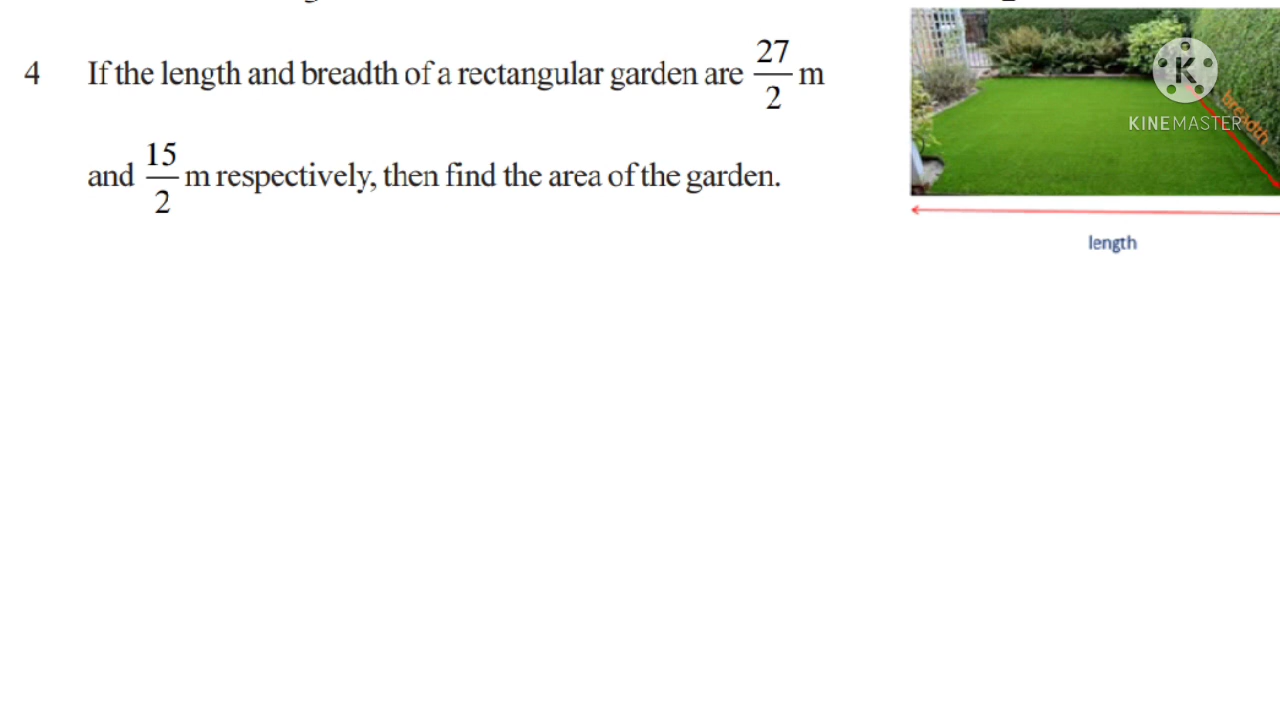 4 If the length and breadth of a rectangular garden are 27/2 m
and 15/2 m respectively, then find the area of the garden.
K
KINEMASTER
breadth
length